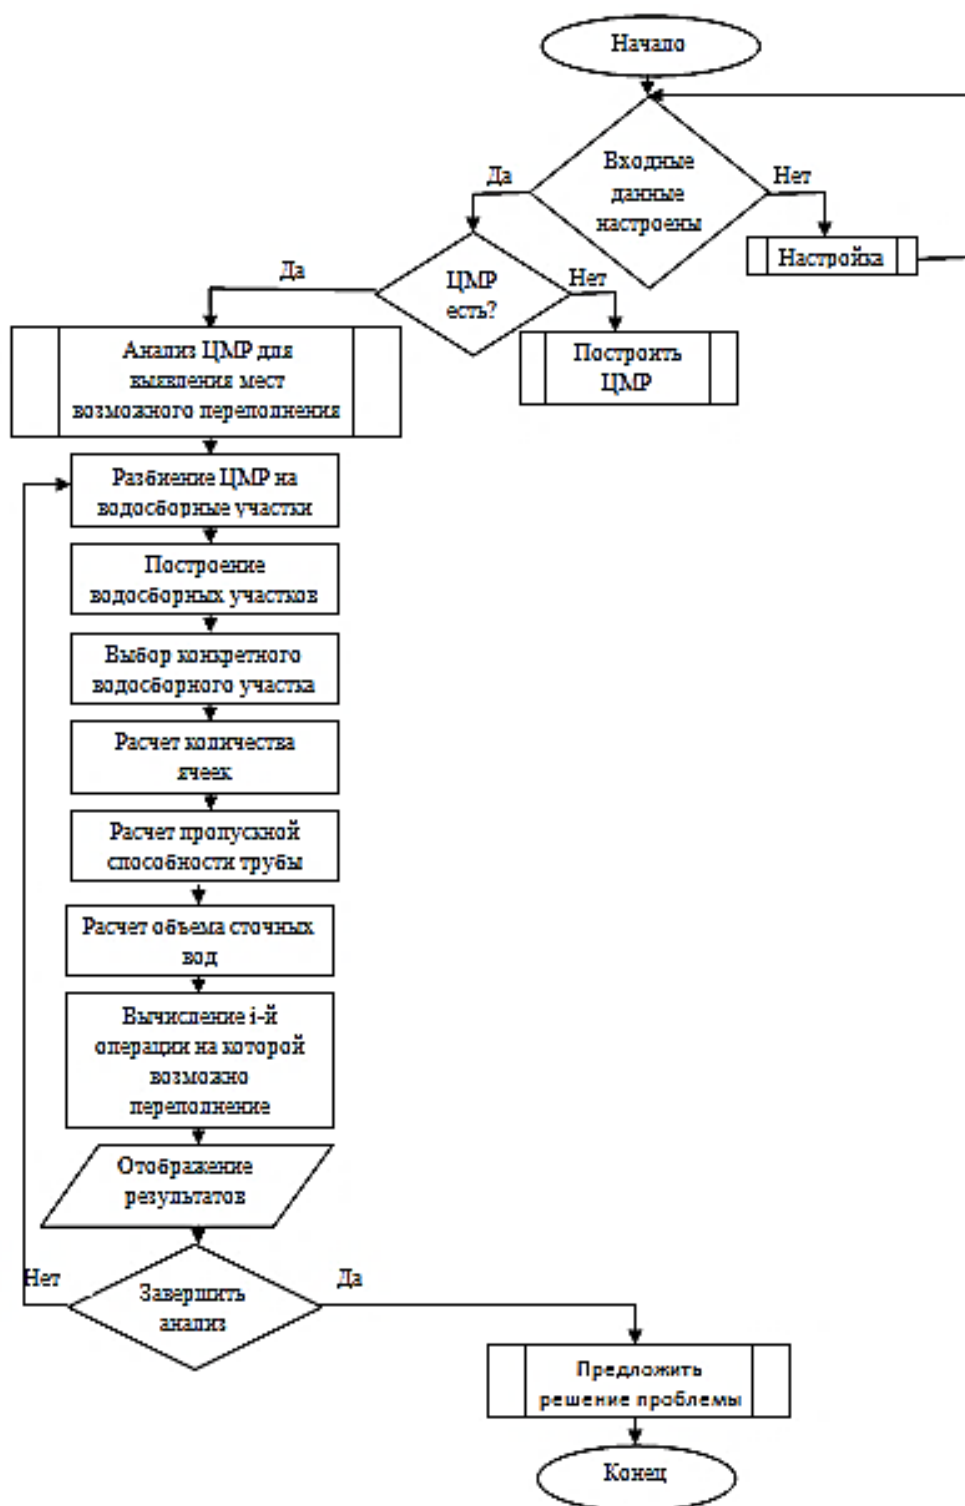 Начало
Входные
данные
настроены
Да
Нет
Настройка
ЦМР
есть?
Да
Нет
Построить
ЦМР
Анализ ЦМР для
выявления мест
возможного переполнения
Разбиение ЦМР на
водосборные участки
Построение
водосборных участков
Выбор конкретного
водосборного участка
Расчет количества
ячеек
Расчет пропускной
способности трубы
Расчет объема сточных
вод
Вычисление i-й
операции на которой
возможно
переполнение
Отображение
результатов
Нет
Да
Завершить
анализ
Предложить
решение проблемы
Конец